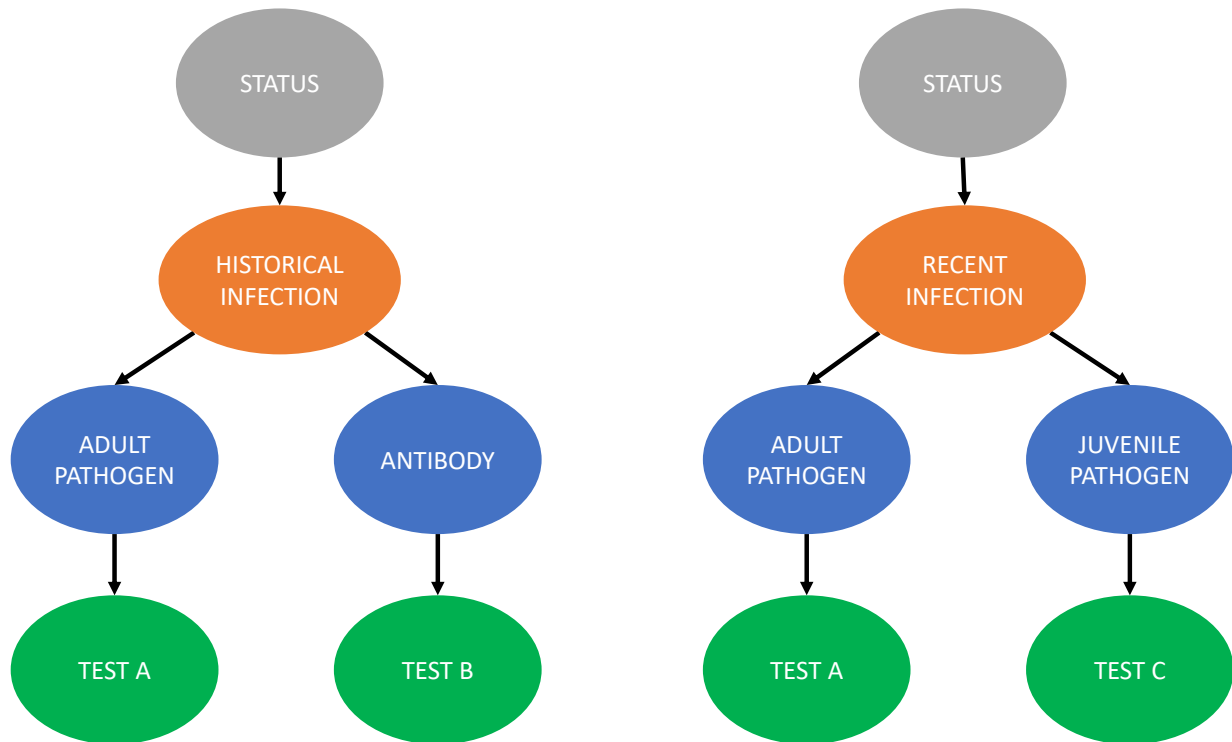 STATUS
STATUS
HISTORICAL
INFECTION
RECENT
INFECTION
ADULT
PATHOGEN
ANTIBODY
ADULT
PATHOGEN
JUVENILE
PATHOGEN
TEST A
TEST B
TEST A
TEST C